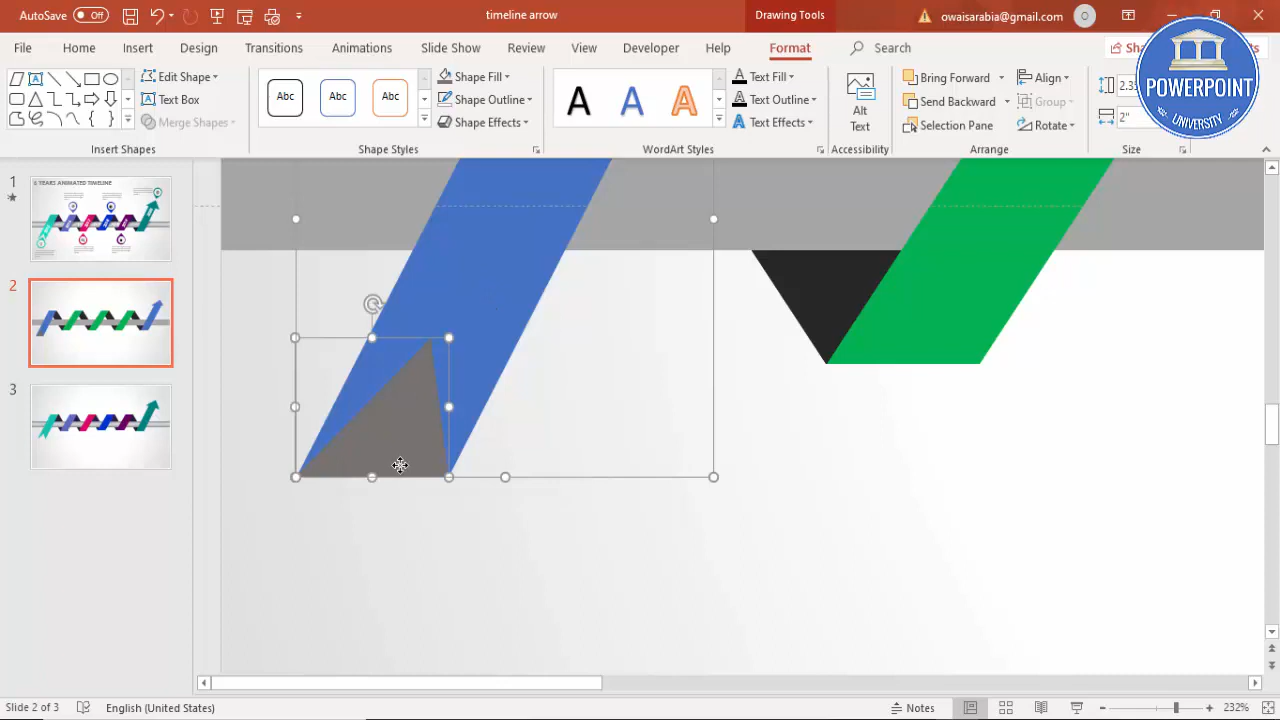 AutoSave Off timeline arrow Drawing Tools owaisarabia@gmail.com O
File Home Insert Design Transitions Animations Slide Show Review View Developer Help Format Search
Edit Shape
Text Box
Merge Shapes
Insert Shapes
Abc Abc Abc
Shape Fill
Shape Outline
Shape Effects
Shape Styles
A A A
Text Fill
Text Outline
Text Effects
WordArt Styles
Alt
Text
Accessibility
Bring Forward
Send Backward
Selection Pane
Align
Group
Rotate
Arrange
2"
Size
POWERPOINT
UNIVERSITY
1
YEARS ANIMATED TIMELINE
2
3
Slide 2 of 3 English (United States) Notes 232%